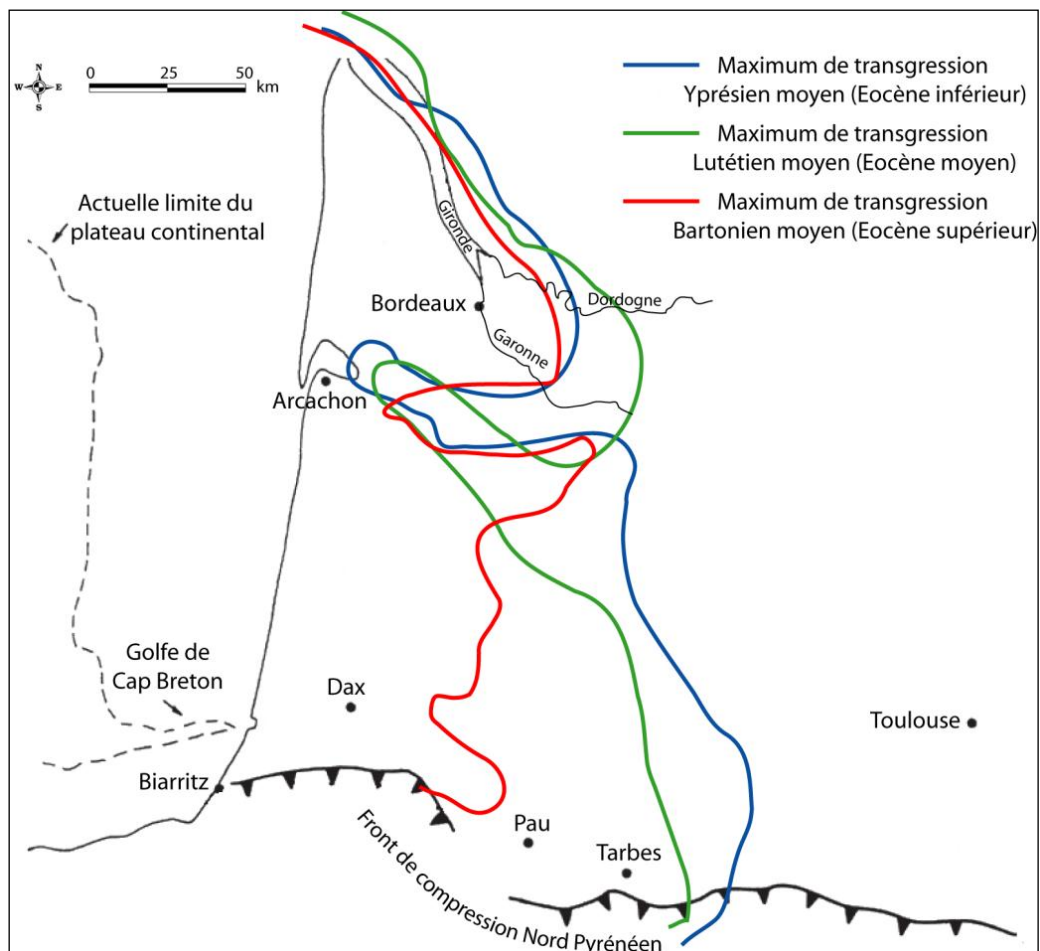 N
W E
S
0 25 50
km
Maximum de transgression
Yprésien moyen (Eocène inférieur)
Maximum de transgression
Lutétien moyen (Eocène moyen)
Maximum de transgression
Bartonien moyen (Eocène supérieur)
Actuelle limite du
plateau continental
Gironde
Bordeaux
Dordogne
Garonne
Arcachon
Golfe de
Cap Breton
Dax
Toulouse
Biarritz
Pau
Tarbes
Front de compression Nord Pyrénéen